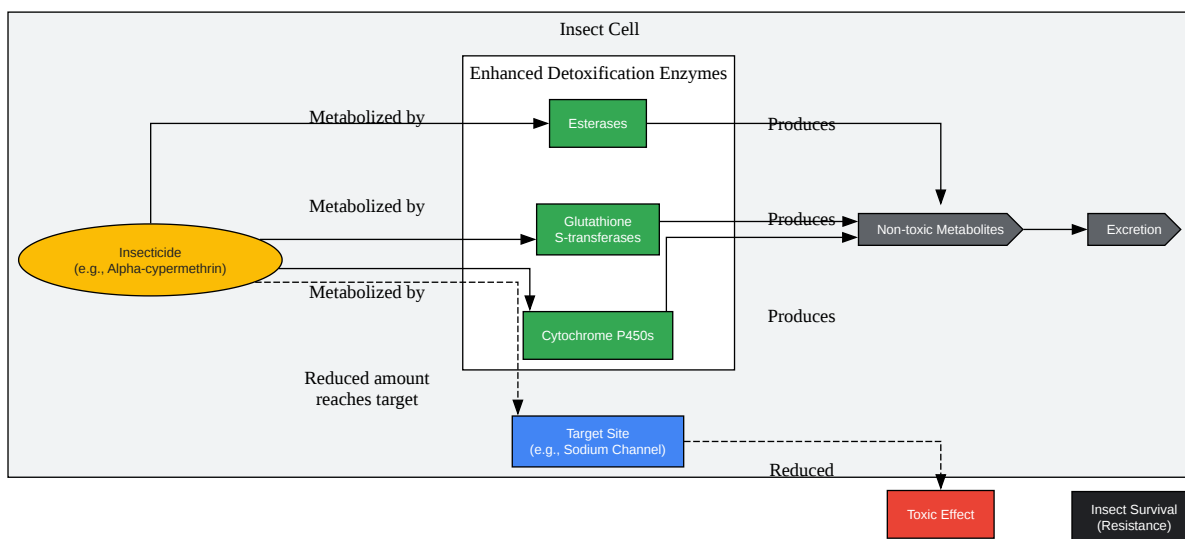 Insect Cell
Enhanced Detoxification Enzymes
Metabolized by
Esterases
Produces
Metabolized by
Glutathione
S-transferases
Produces
Non-toxic Metabolites
Excretion
Insecticide
(e.g., Alpha-cypermethrin)
Metabolized by
Cytochrome P450s
Produces
Reduced amount
reaches target
Target Site
(e.g., Sodium Channel)
Reduced
Toxic Effect
Insect Survival
(Resistance)